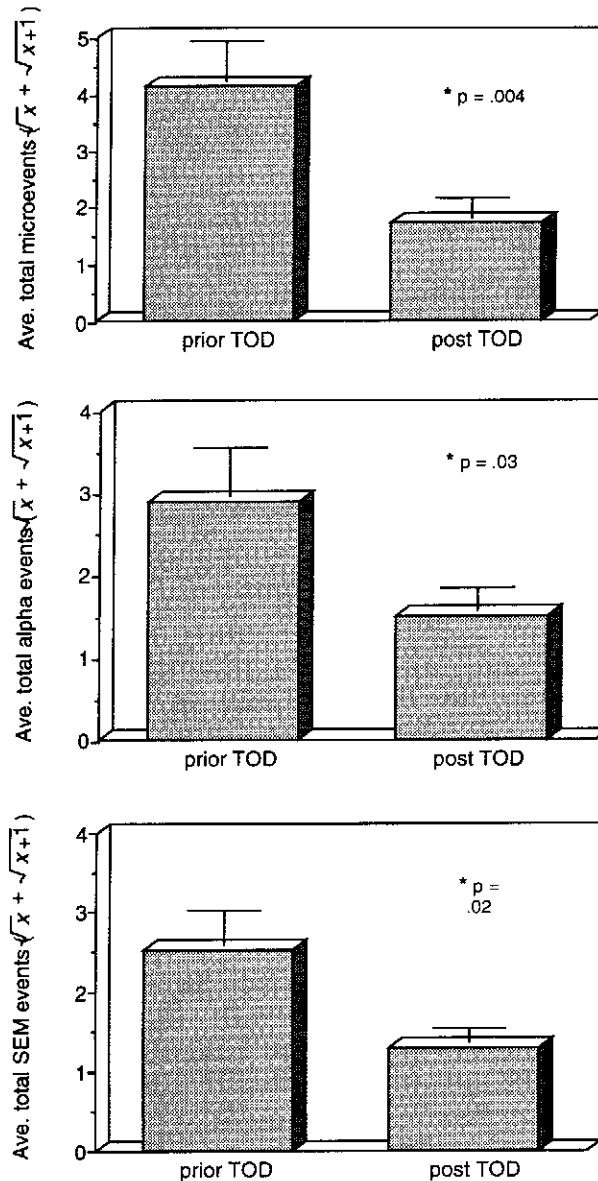 Ave. total microevents (√x + √x+1)
5
4
3
2
1
0
* p = .004
prior TOD post TOD
Ave. total alpha events (√x + √x+1)
4
3
2
1
0
* p = .03
prior TOD post TOD
Ave. total SEM events (√x + √x+1)
4
3
2
1
0
* p =
.02
prior TOD post TOD